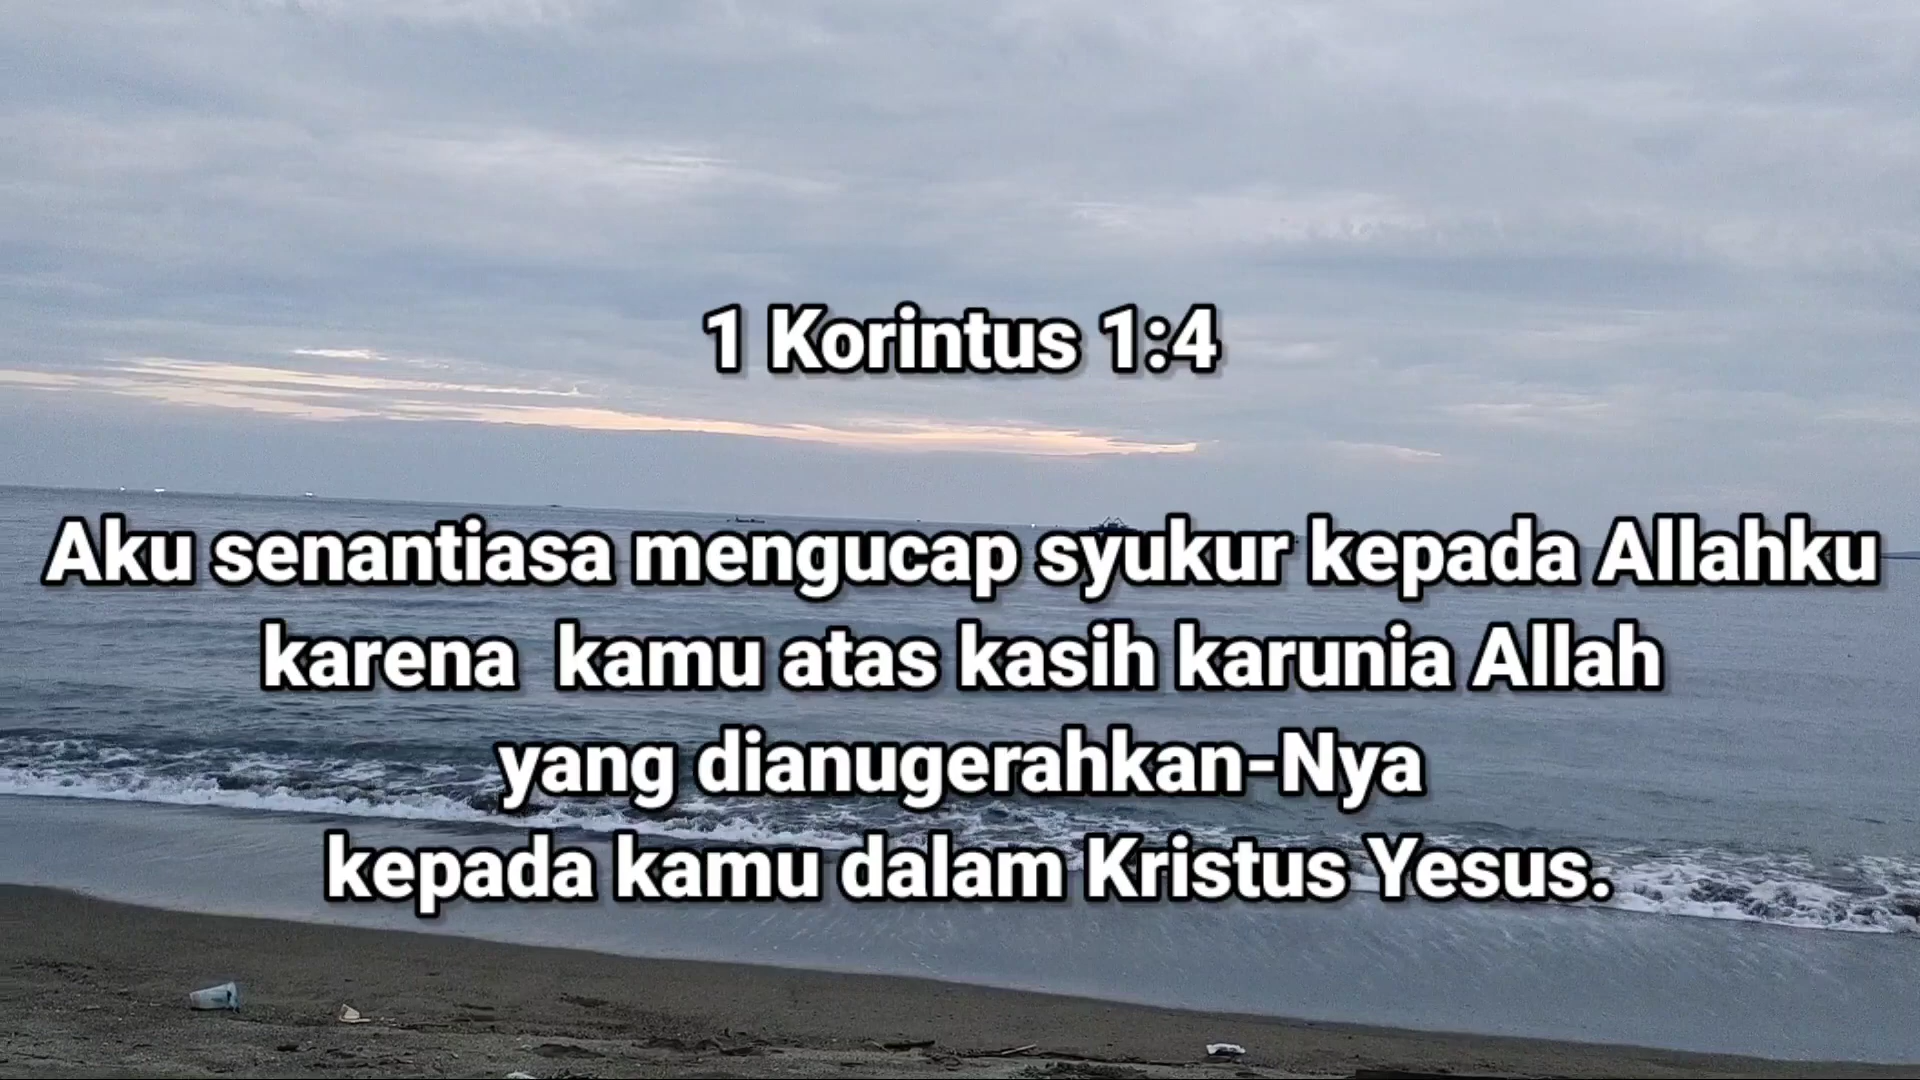 1 Korintus 1:4
Aku senantiasa mengucap syukur kepada Allahku
karena  kamu atas kasih karunia Allah
yang dianugerahkan-Nya
kepada kamu dalam Kristus Yesus.